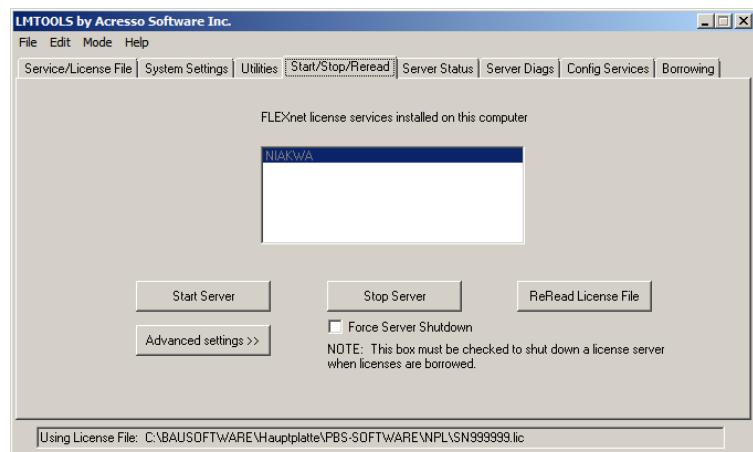 LMTOOLS by Acresso Software Inc.
File Edit Mode Help
Service/License File System Settings Utilities Start/Stop/Reread Server Status Server Diags Config Services Borrowing
FLEXnet license services installed on this computer
NIAKWA
Start Server Stop Server ReRead License File
Force Server Shutdown
Advanced settings >>
NOTE: This box must be checked to shut down a license server
when licenses are borrowed.
Using License File: C:\BAUSOFTWARE\Hauptplatte\PBS-SOFTWARE\NPL\SN999999.lic